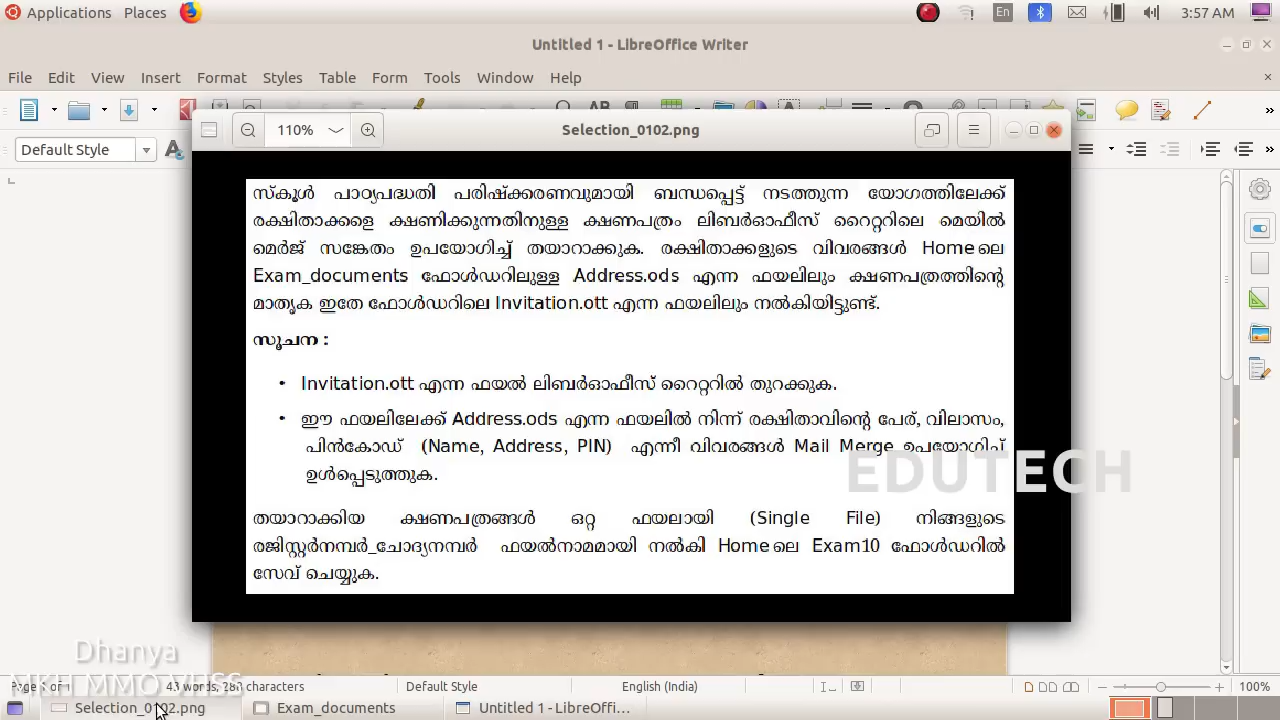 Applications Places En 3:57 AM
Untitled 1 - LibreOffice Writer
File Edit View Insert Format Styles Table Form Tools Window Help
110% Selection_0102.png
Default Style
സ്കൂൾ പാഠ്യപദ്ധതി പരിഷ്ക്കരണവുമായി ബന്ധപ്പെട്ട് നടത്തുന്ന യോഗത്തിലേക്ക്
രക്ഷിതാക്കളെ ക്ഷണിക്കുന്നതിനുള്ള ക്ഷണപത്രം ലിബർഓഫീസ് റൈറ്ററിലെ മെയിൽ
മെർജ് സങ്കേതം ഉപയോഗിച്ച് തയാറാക്കുക. രക്ഷിതാക്കളുടെ വിവരങ്ങൾ Home ലെ
Exam_documents ഫോൾഡറിലുള്ള Address.ods എന്ന ഫയലിലും ക്ഷണപത്രത്തിന്റെ
മാതൃക ഇതേ ഫോൾഡറിലെ Invitation.ott എന്ന ഫയലിലും നൽകിയിട്ടുണ്ട്.
സൂചന :
• Invitation.ott എന്ന ഫയൽ ലിബർഓഫീസ് റൈറ്ററിൽ തുറക്കുക.
• ഈ ഫയലിലേക്ക് Address.ods എന്ന ഫയലിൽ നിന്ന് രക്ഷിതാവിന്റെ പേര്, വിലാസം,
പിൻകോഡ് (Name, Address, PIN) എന്നീ വിവരങ്ങൾ Mail Merge ഉപയോഗിച്ച്
ഉൾപ്പെടുത്തുക.
EDUTECH
തയാറാക്കിയ ക്ഷണപത്രങ്ങൾ ഒറ്റ ഫയലായി (Single File) നിങ്ങളുടെ
രജിസ്റ്റർനമ്പർ_ചോദ്യനമ്പർ ഫയൽനാമമായി നൽകി Home ലെ Exam10 ഫോൾഡറിൽ
സേവ് ചെയ്യുക.
Dhanya
Default Style English (India) 100%
Selection_0102.png Exam_documents Untitled 1 - LibreOffi...